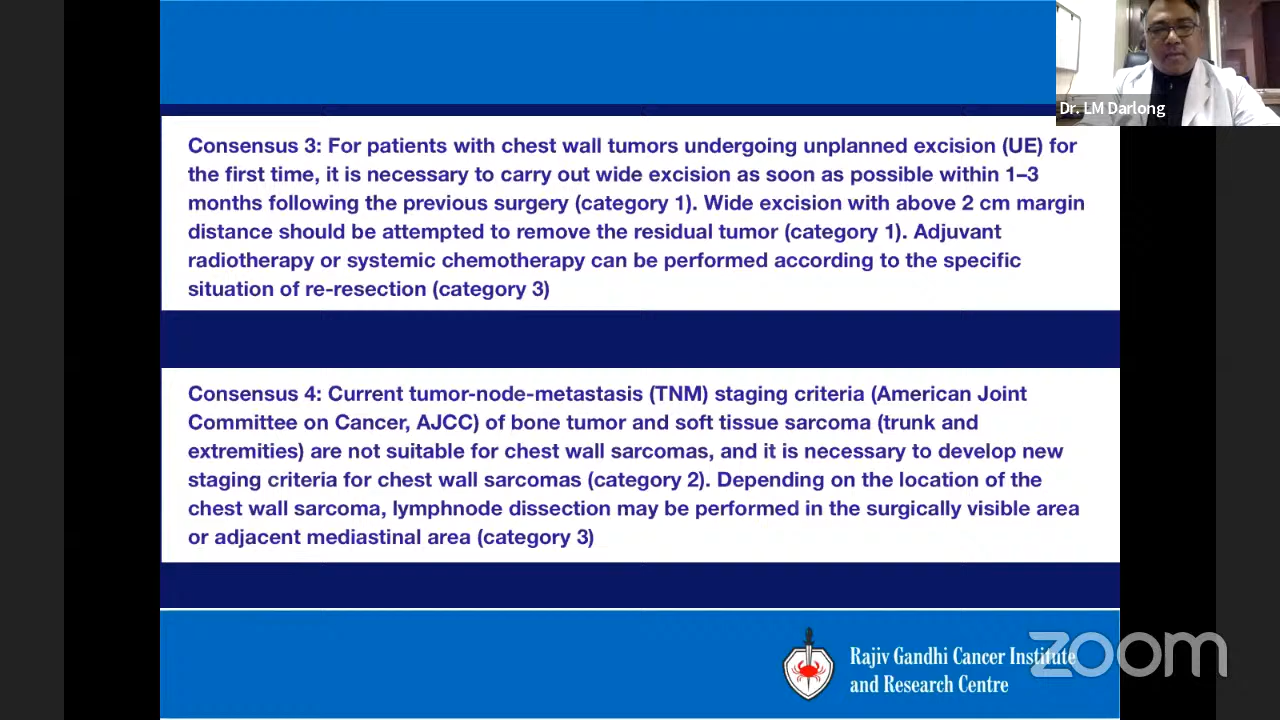 Dr. LM Darlong
Consensus 3: For patients with chest wall tumors undergoing unplanned excision (UE) for
the first time, it is necessary to carry out wide excision as soon as possible within 1–3
months following the previous surgery (category 1). Wide excision with above 2 cm margin
distance should be attempted to remove the residual tumor (category 1). Adjuvant
radiotherapy or systemic chemotherapy can be performed according to the specific
situation of re-resection (category 3)
Consensus 4: Current tumor-node-metastasis (TNM) staging criteria (American Joint
Committee on Cancer, AJCC) of bone tumor and soft tissue sarcoma (trunk and
extremities) are not suitable for chest wall sarcomas, and it is necessary to develop new
staging criteria for chest wall sarcomas (category 2). Depending on the location of the
chest wall sarcoma, lymphnode dissection may be performed in the surgically visible area
or adjacent mediastinal area (category 3)
Rajiv Gandhi Cancer Institute
and Research Centre
zoom